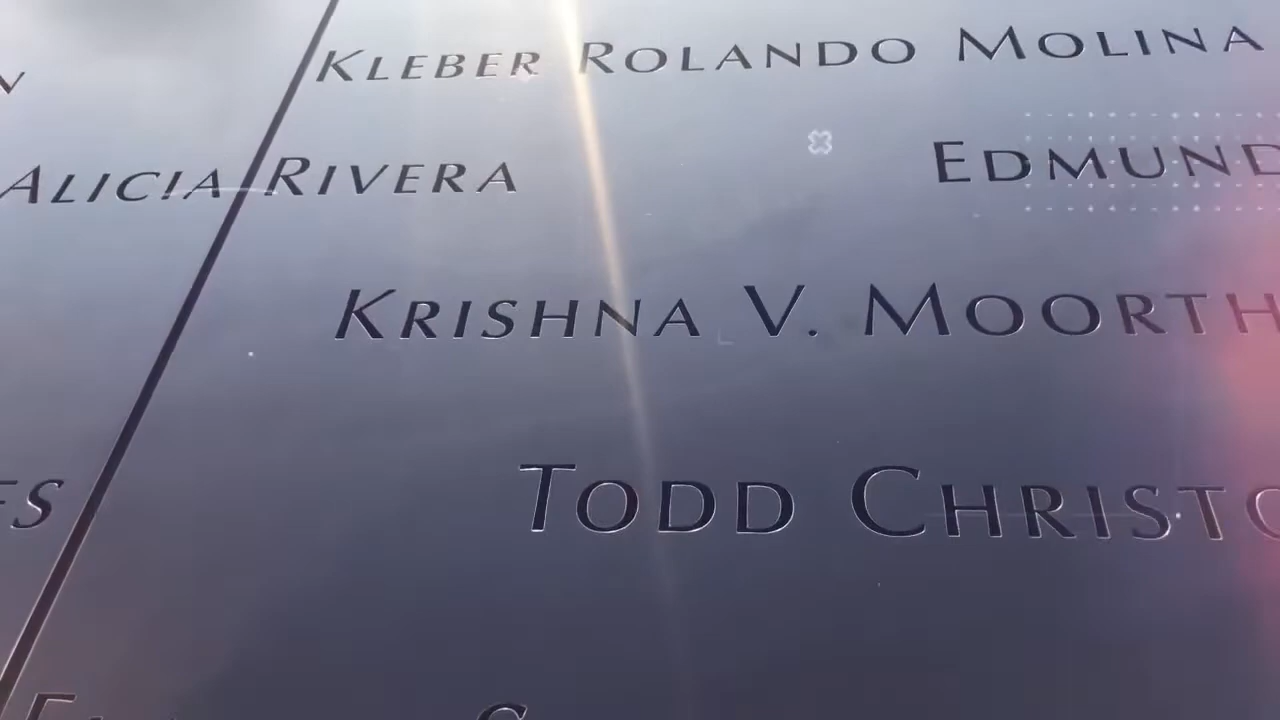 KLEBER ROLANDO MOLINA
ALICIA RIVERA
EDMUND
KRISHNA V. MOORTH
TODD CHRISTO